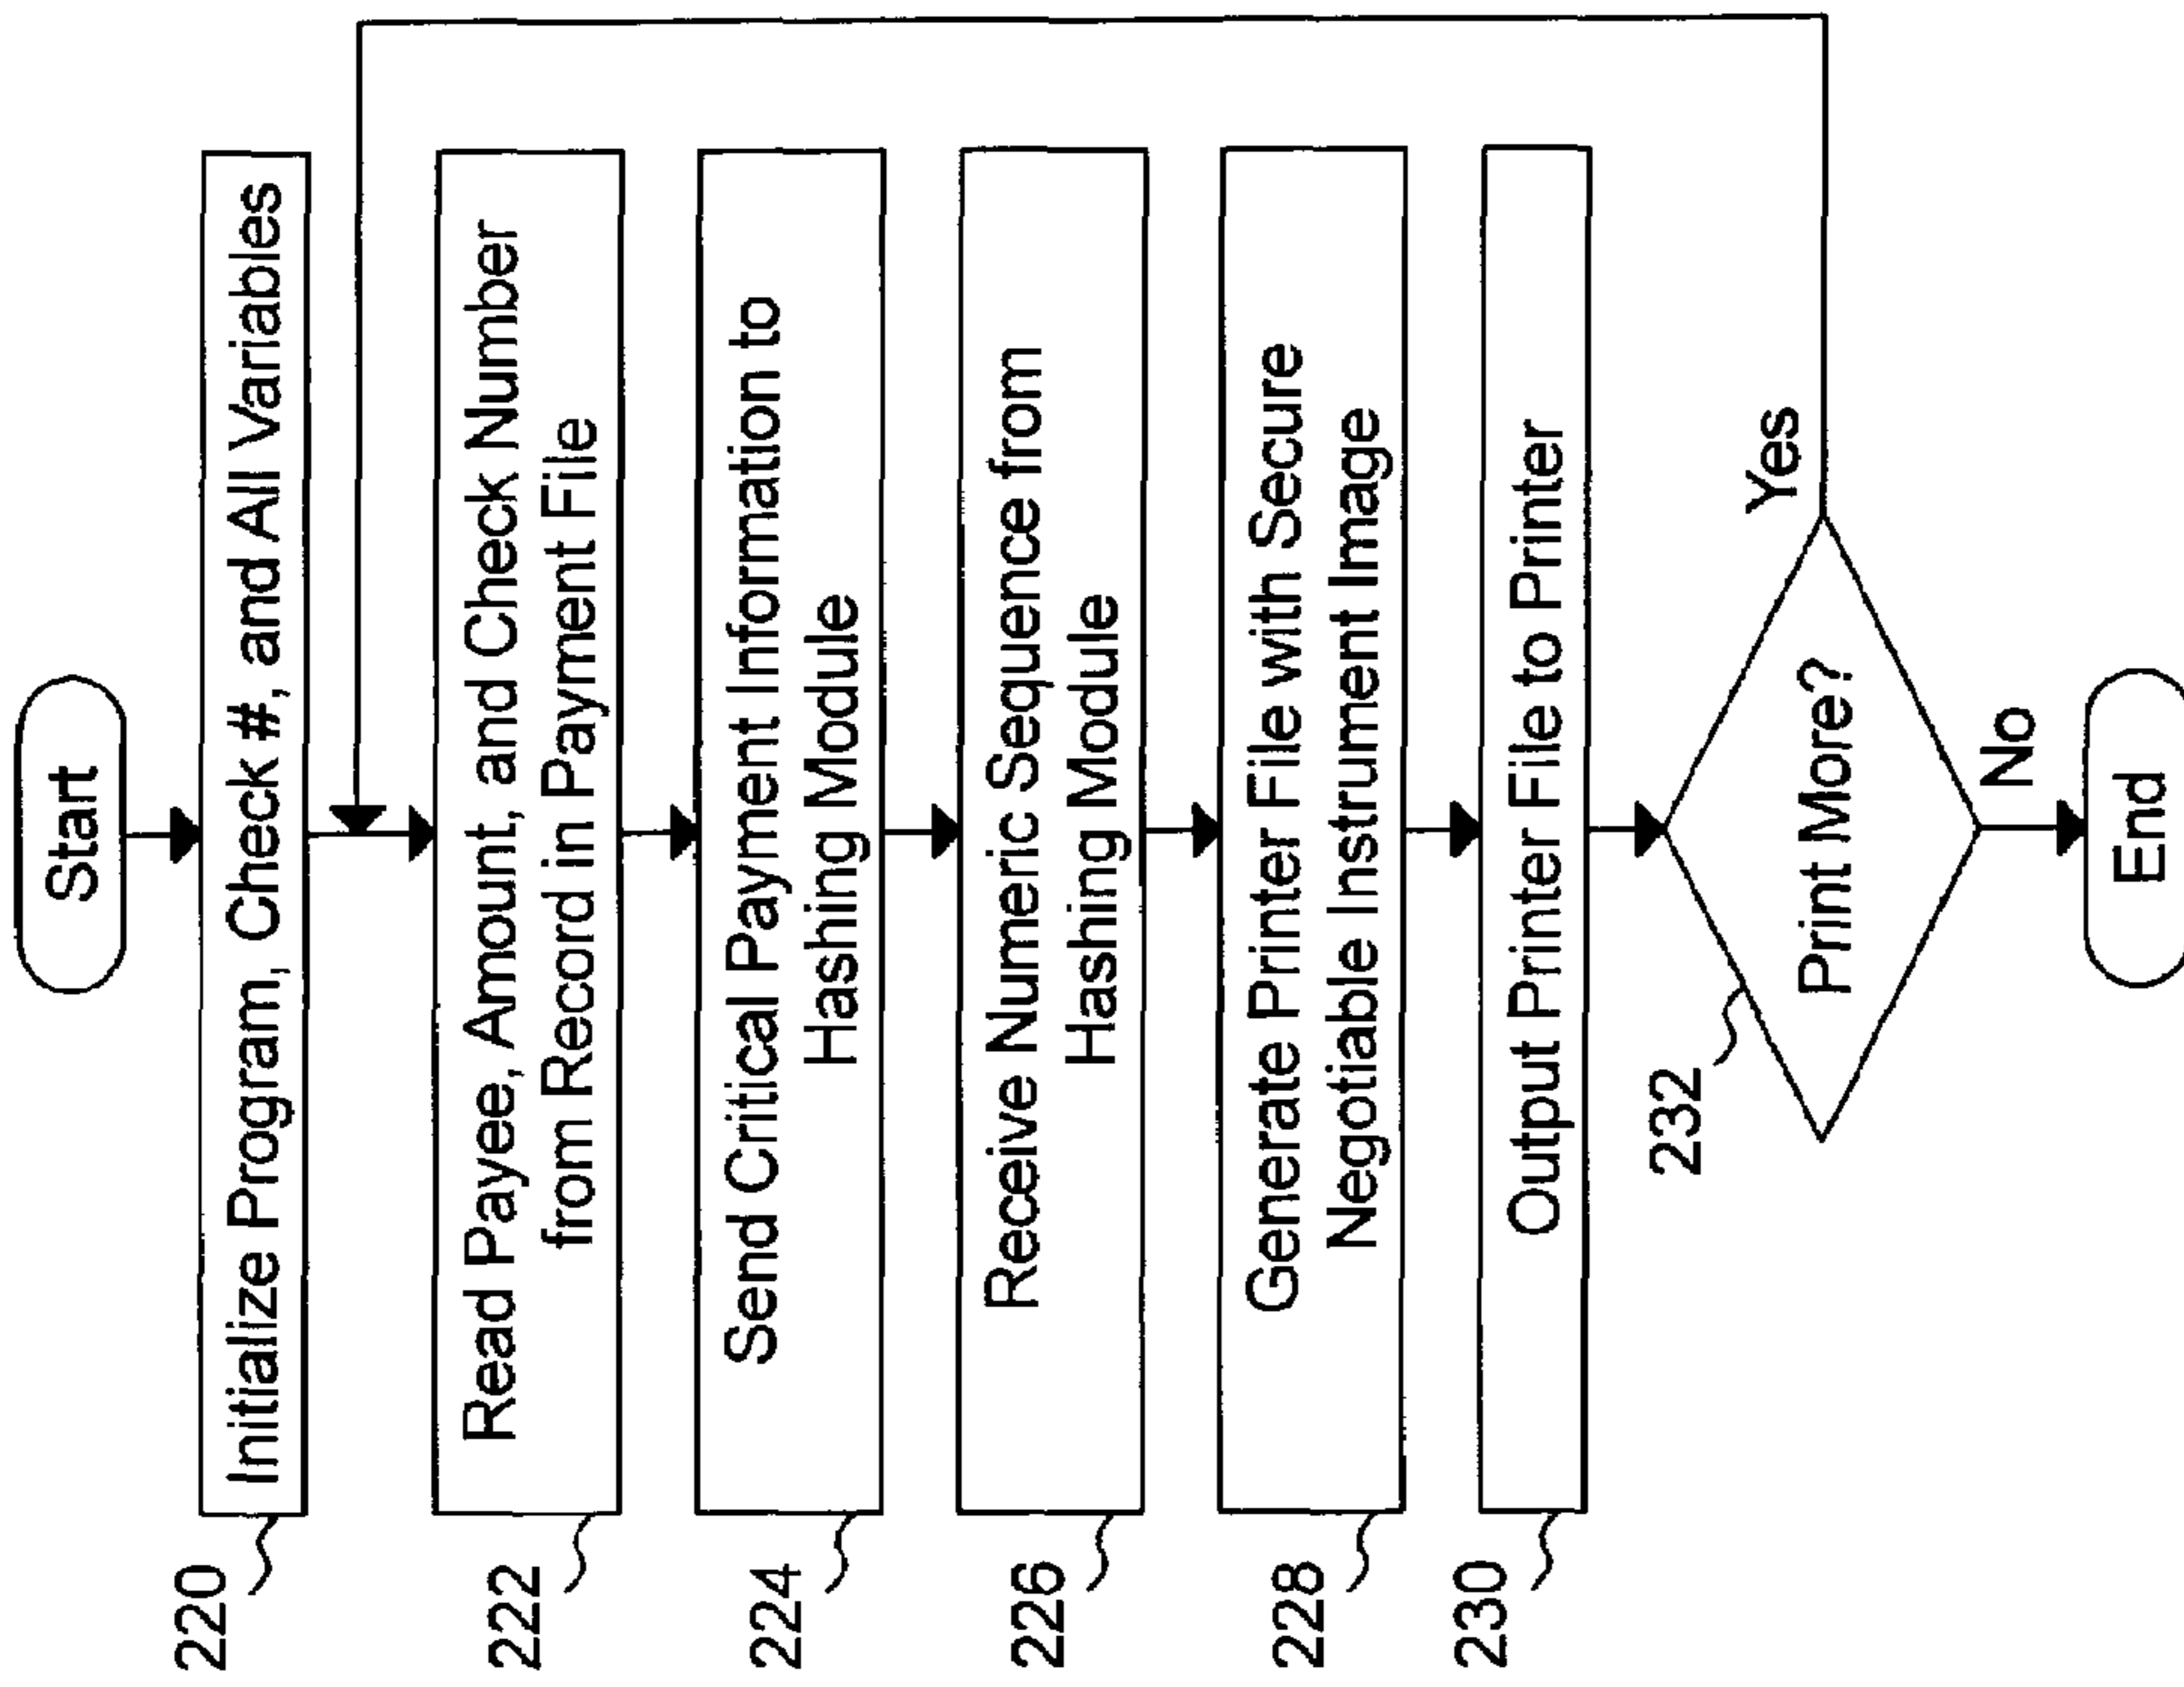 Start
220
Initialize Program, Check #, and All Variables
222
Read Payee, Amount, and Check Number
from Record in Payment File
224
Send Critical Payment Information to
Hashing Module
226
Receive Numeric Sequence from
Hashing Module
228
Generate Printer File with Secure
Negotiable Instrument Image
230
Output Printer File to Printer
232
Print More?
Yes
No
End